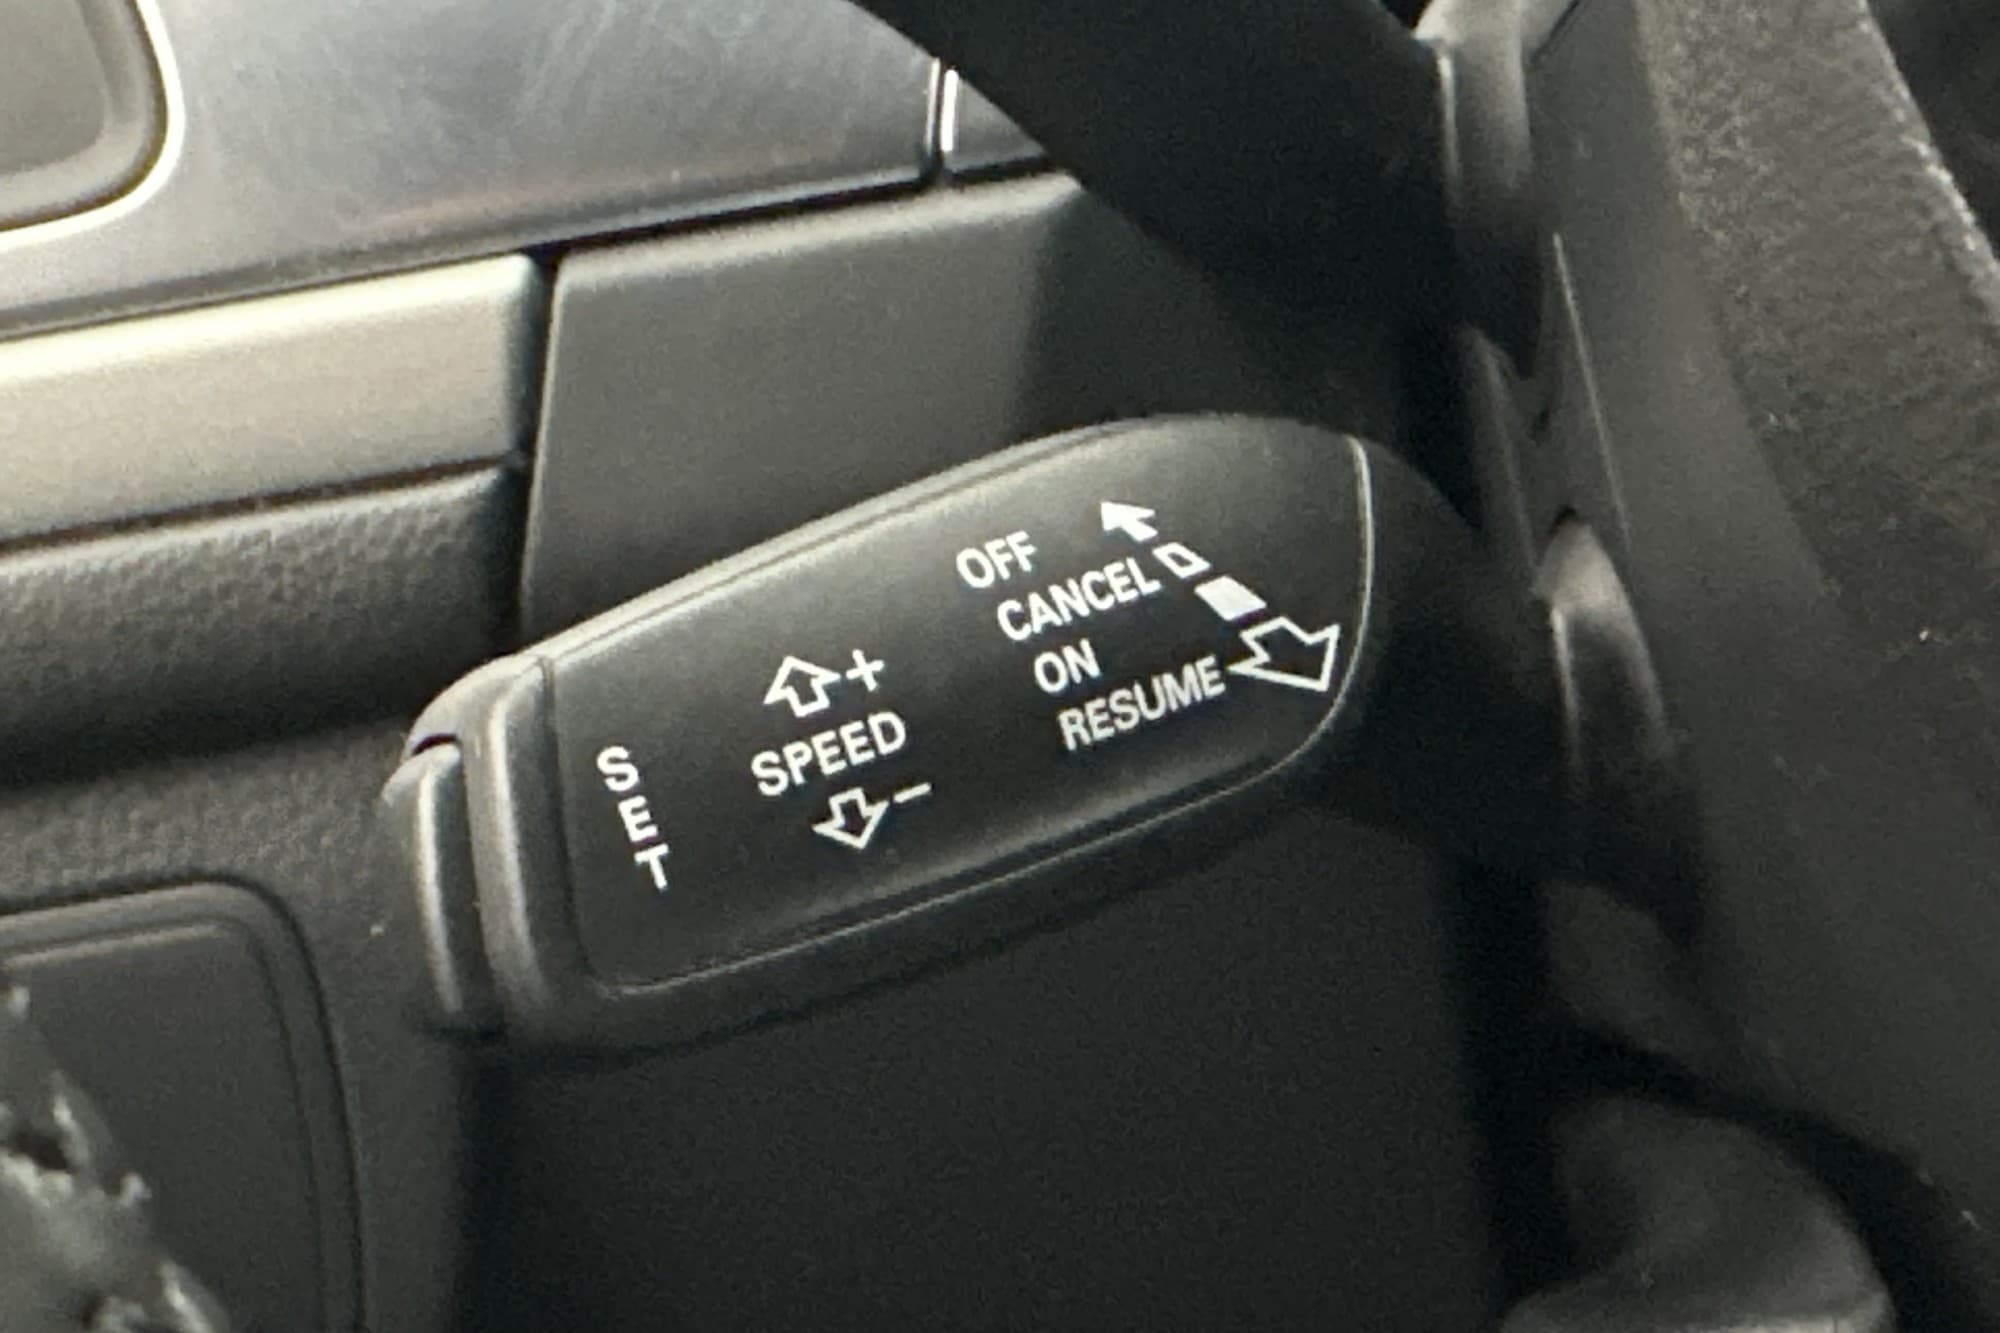 OFF
CANCEL
ON
RESUME
+
SPEED
−
SET